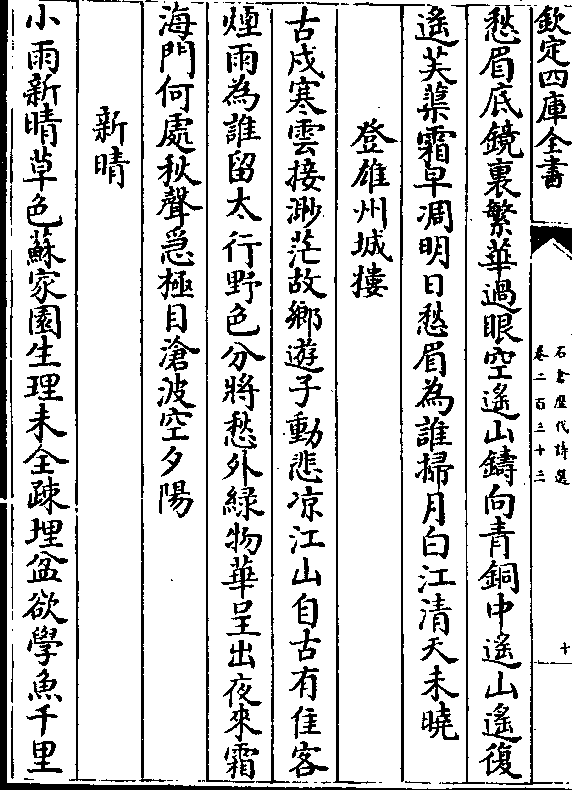 欽定四庫全書
石倉歷代詩選
卷二百三十三
十
愁眉底鏡裏繁華過眼空遙山鑄向青銅中遙山遙復
遙芙蕖霜早凋明日愁眉為誰掃月白江清天未曉
登雄州城樓
古戍寒雲接渺茫故鄉遊子動悲凉江山自古有佳客
煙雨為誰留太行野色分將愁外緑物華呈出夜來霜
海門何處秋聲急極目滄波空夕陽
新晴
小雨新晴草色蘇家園生理未全疎埋盆欲學魚千里